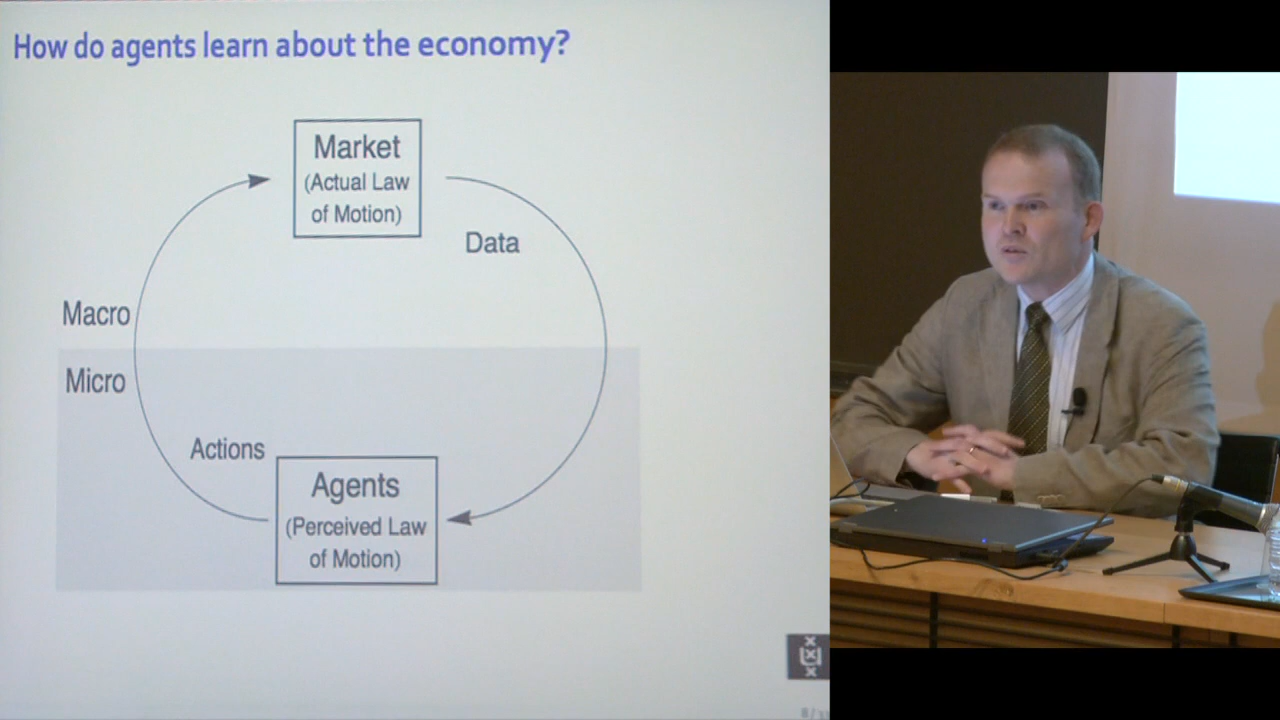 How do agents learn about the economy?
Market
(Actual Law
of Motion)
Data
Macro
Micro
Actions
Agents
(Perceived Law
of Motion)